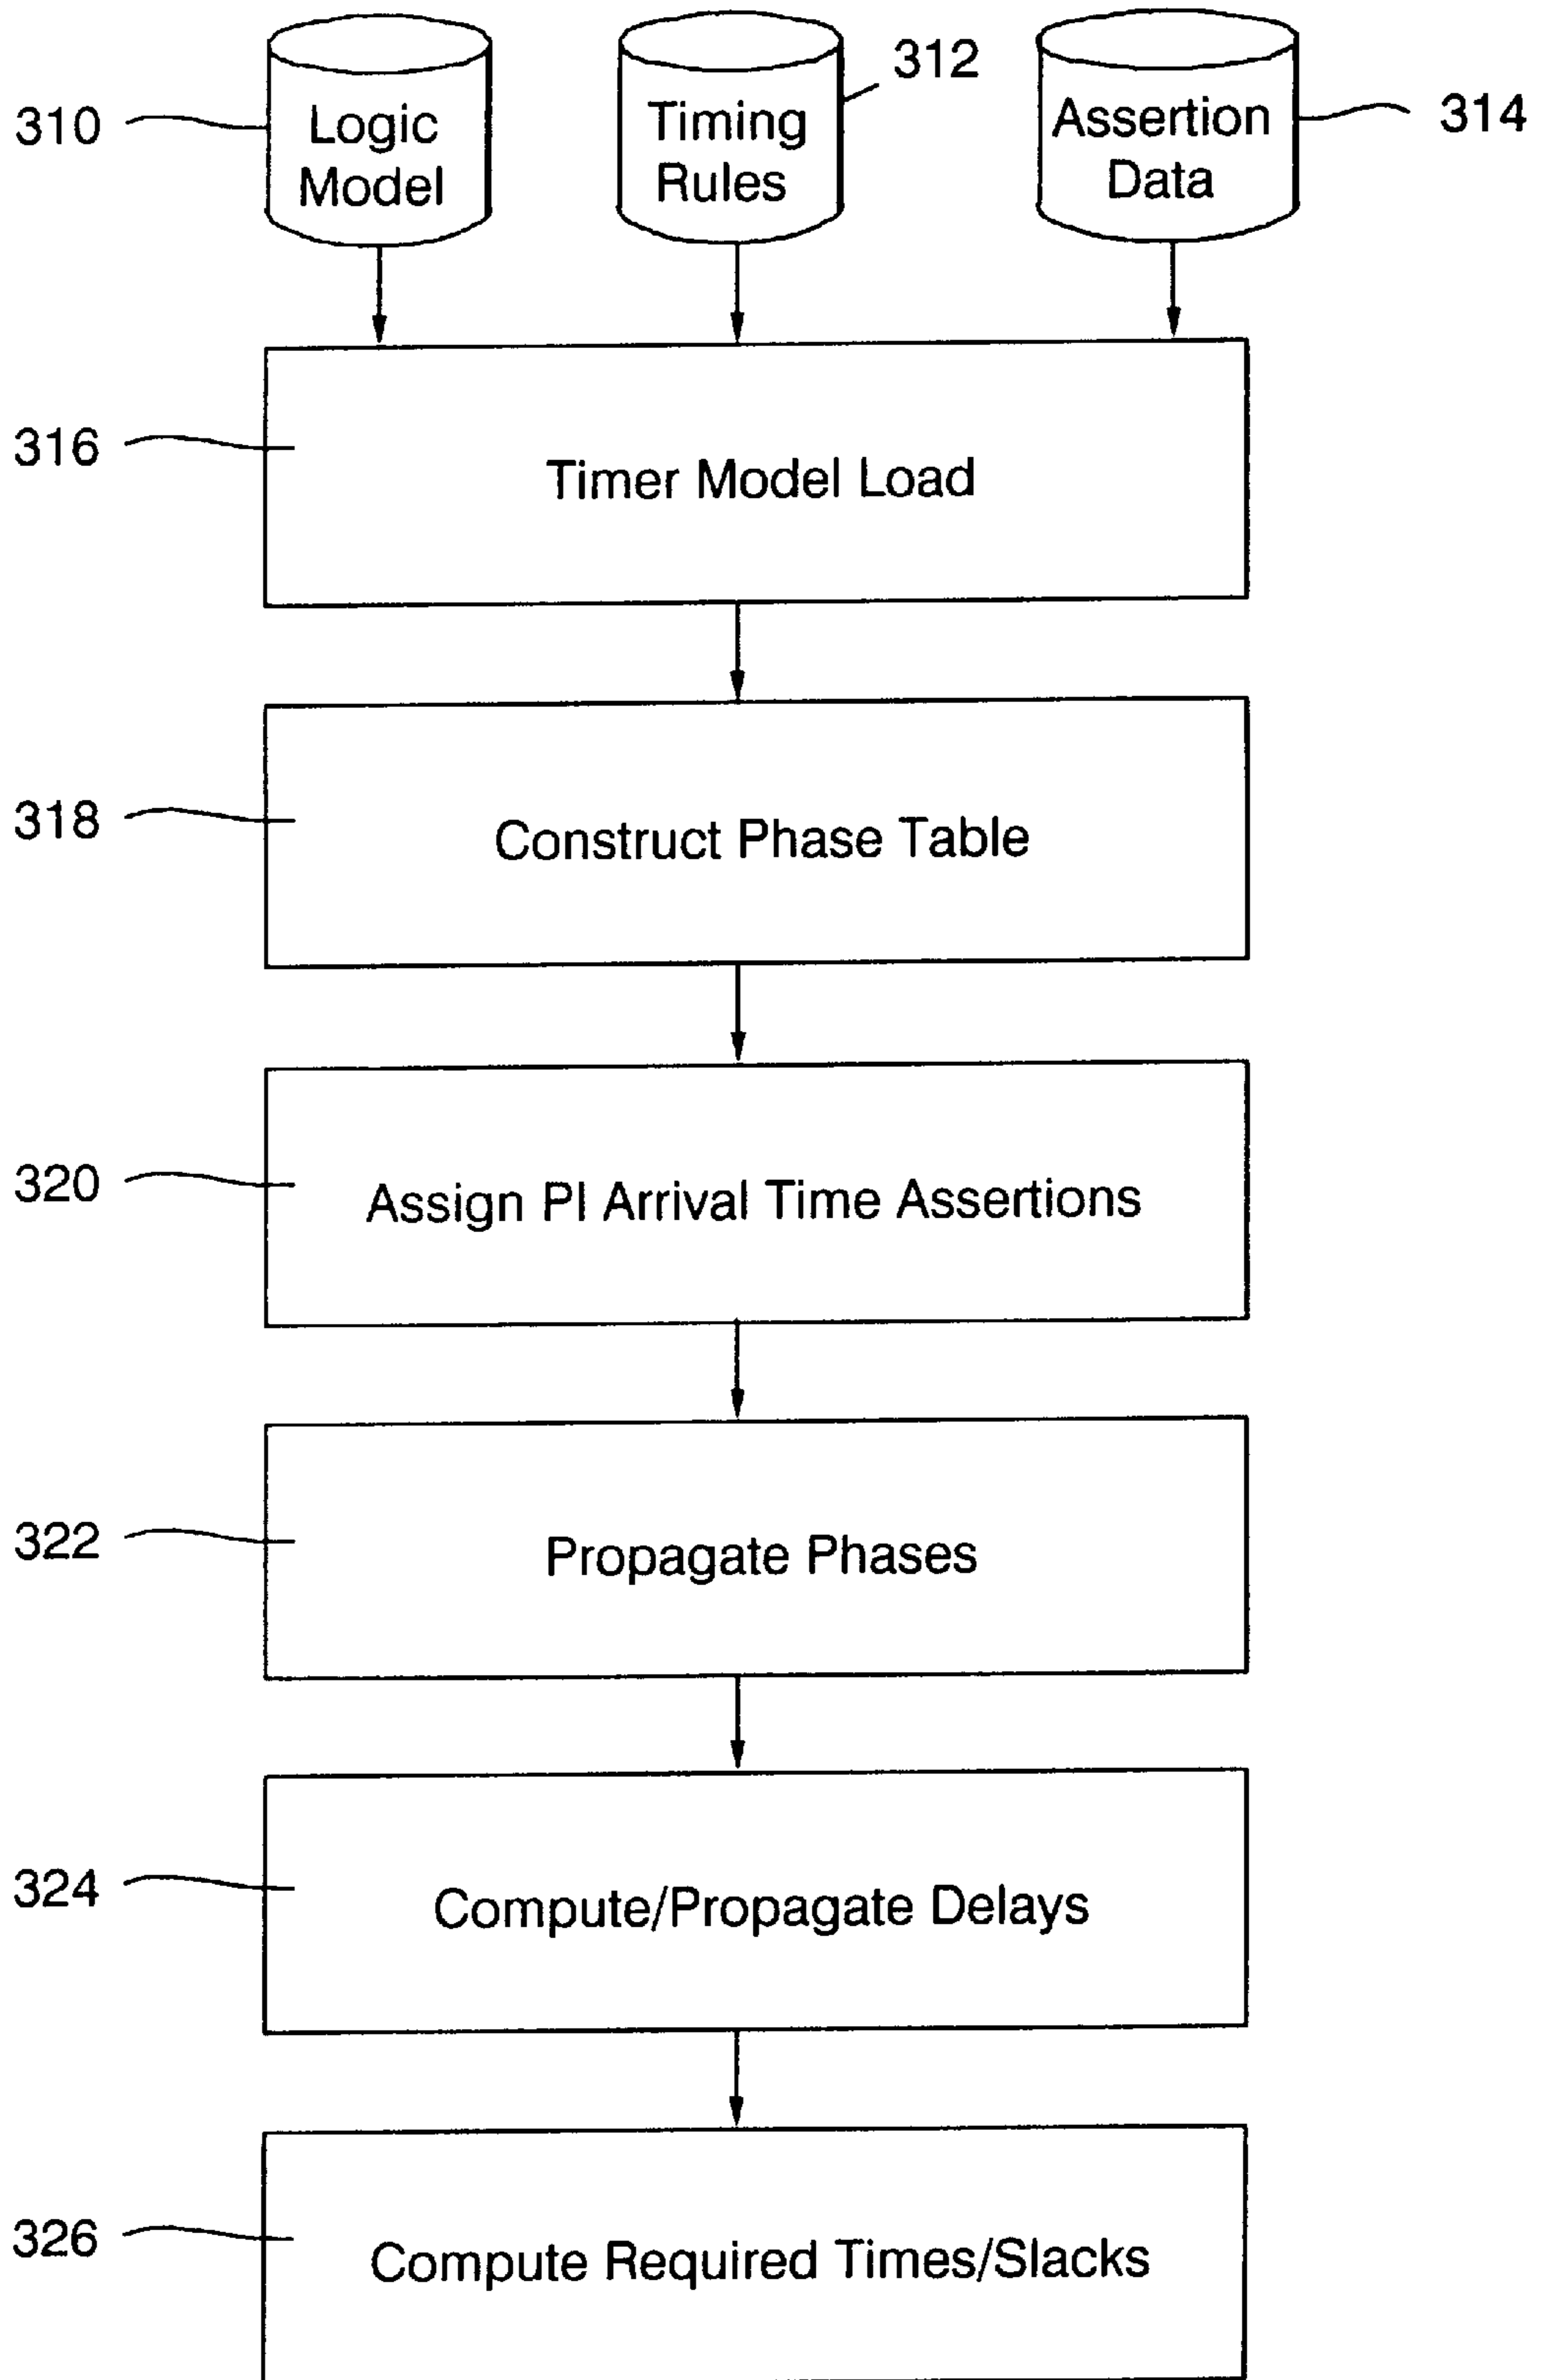 310
Logic
Model
Timing
Rules
312
Assertion
Data
314
316
Timer Model Load
318
Construct Phase Table
320
Assign PI Arrival Time Assertions
322
Propagate Phases
324
Compute/Propagate Delays
326
Compute Required Times/Slacks